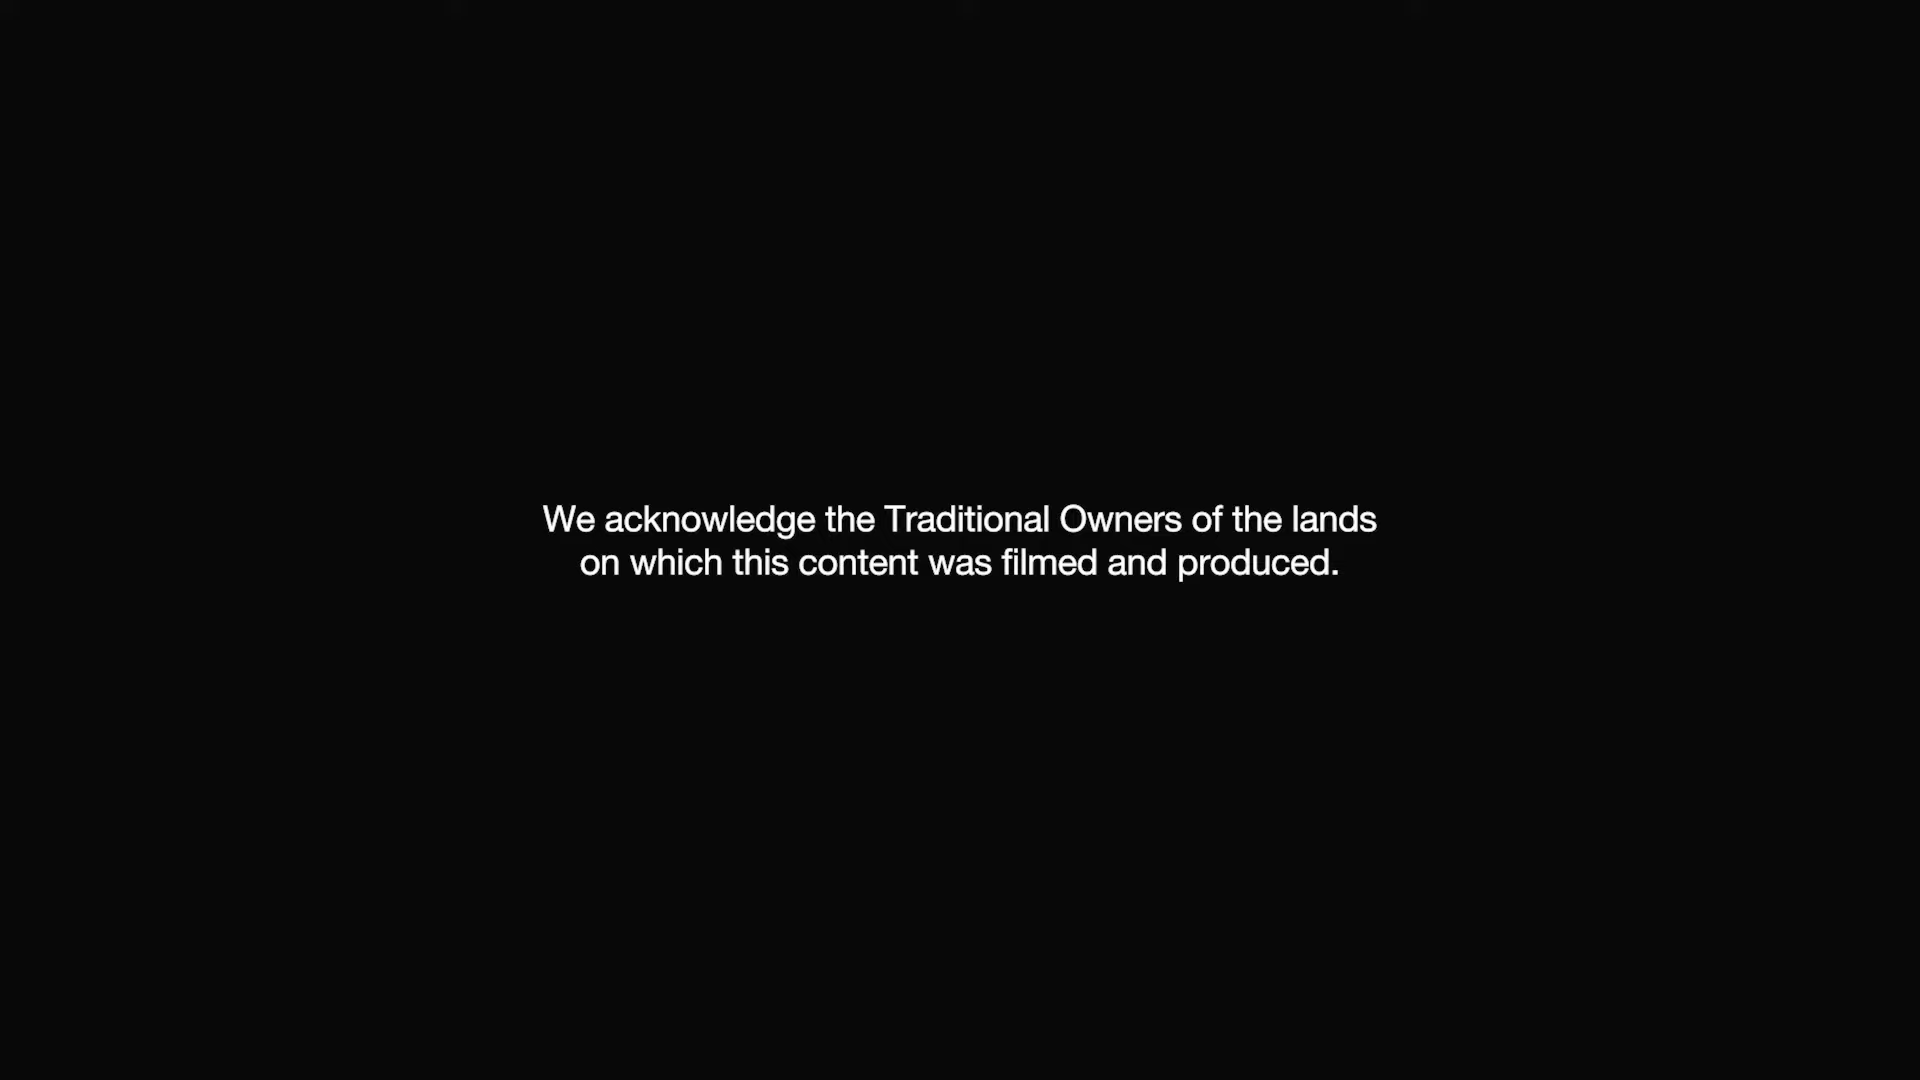 We acknowledge the Traditional Owners of the lands
on which this content was filmed and produced.